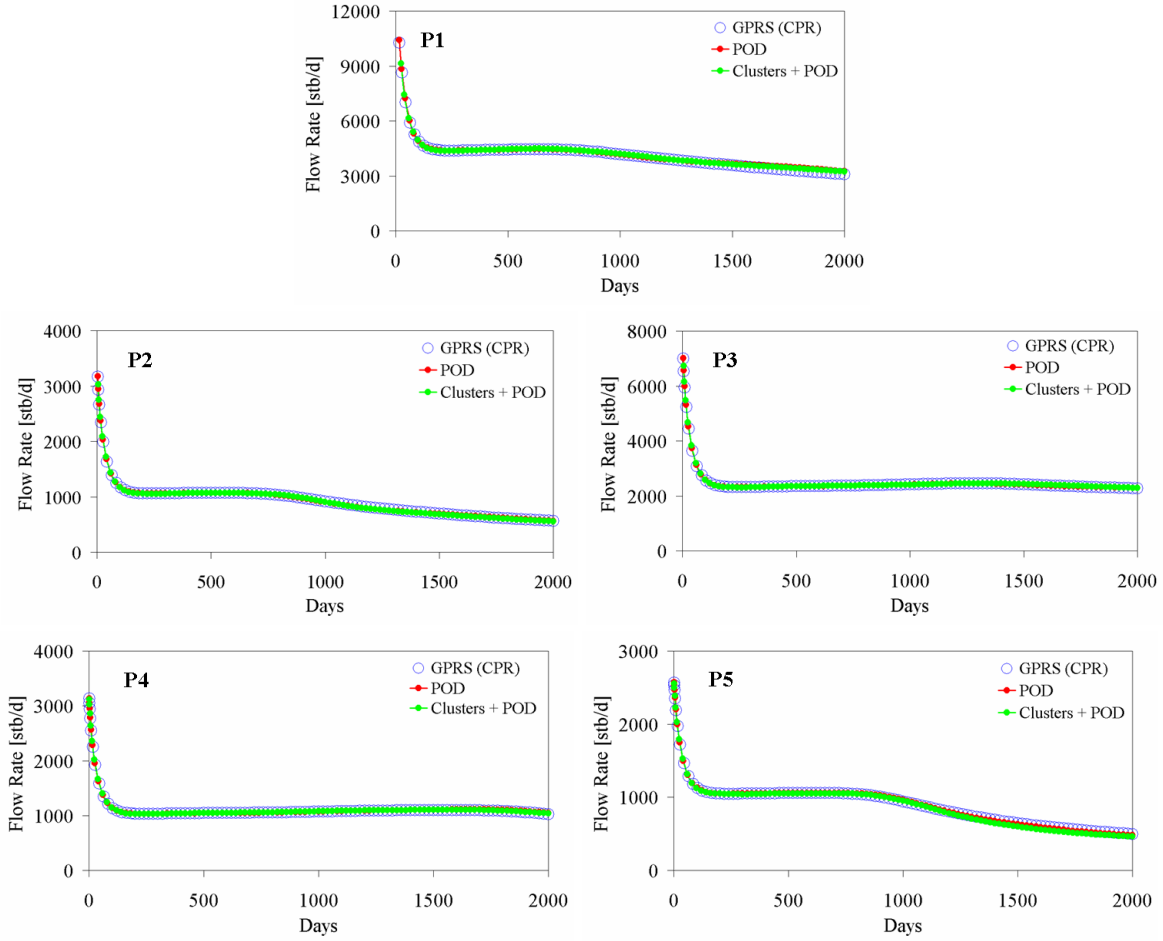 12000
9000
6000
3000
0
Flow Rate [stb/d]
P1
GPRS (CPR)
POD
Clusters + POD
0 500 1000 1500 2000
Days
4000
3000
2000
1000
0
Flow Rate [stb/d]
P2
GPRS (CPR)
POD
Clusters + POD
0 500 1000 1500 2000
Days
8000
6000
4000
2000
0
Flow Rate [stb/d]
P3
GPRS (CPR)
POD
Clusters + POD
0 500 1000 1500 2000
Days
4000
3000
2000
1000
0
Flow Rate [stb/d]
P4
GPRS (CPR)
POD
Clusters + POD
0 500 1000 1500 2000
Days
3000
2000
1000
0
Flow Rate [stb/d]
P5
GPRS (CPR)
POD
Clusters + POD
0 500 1000 1500 2000
Days